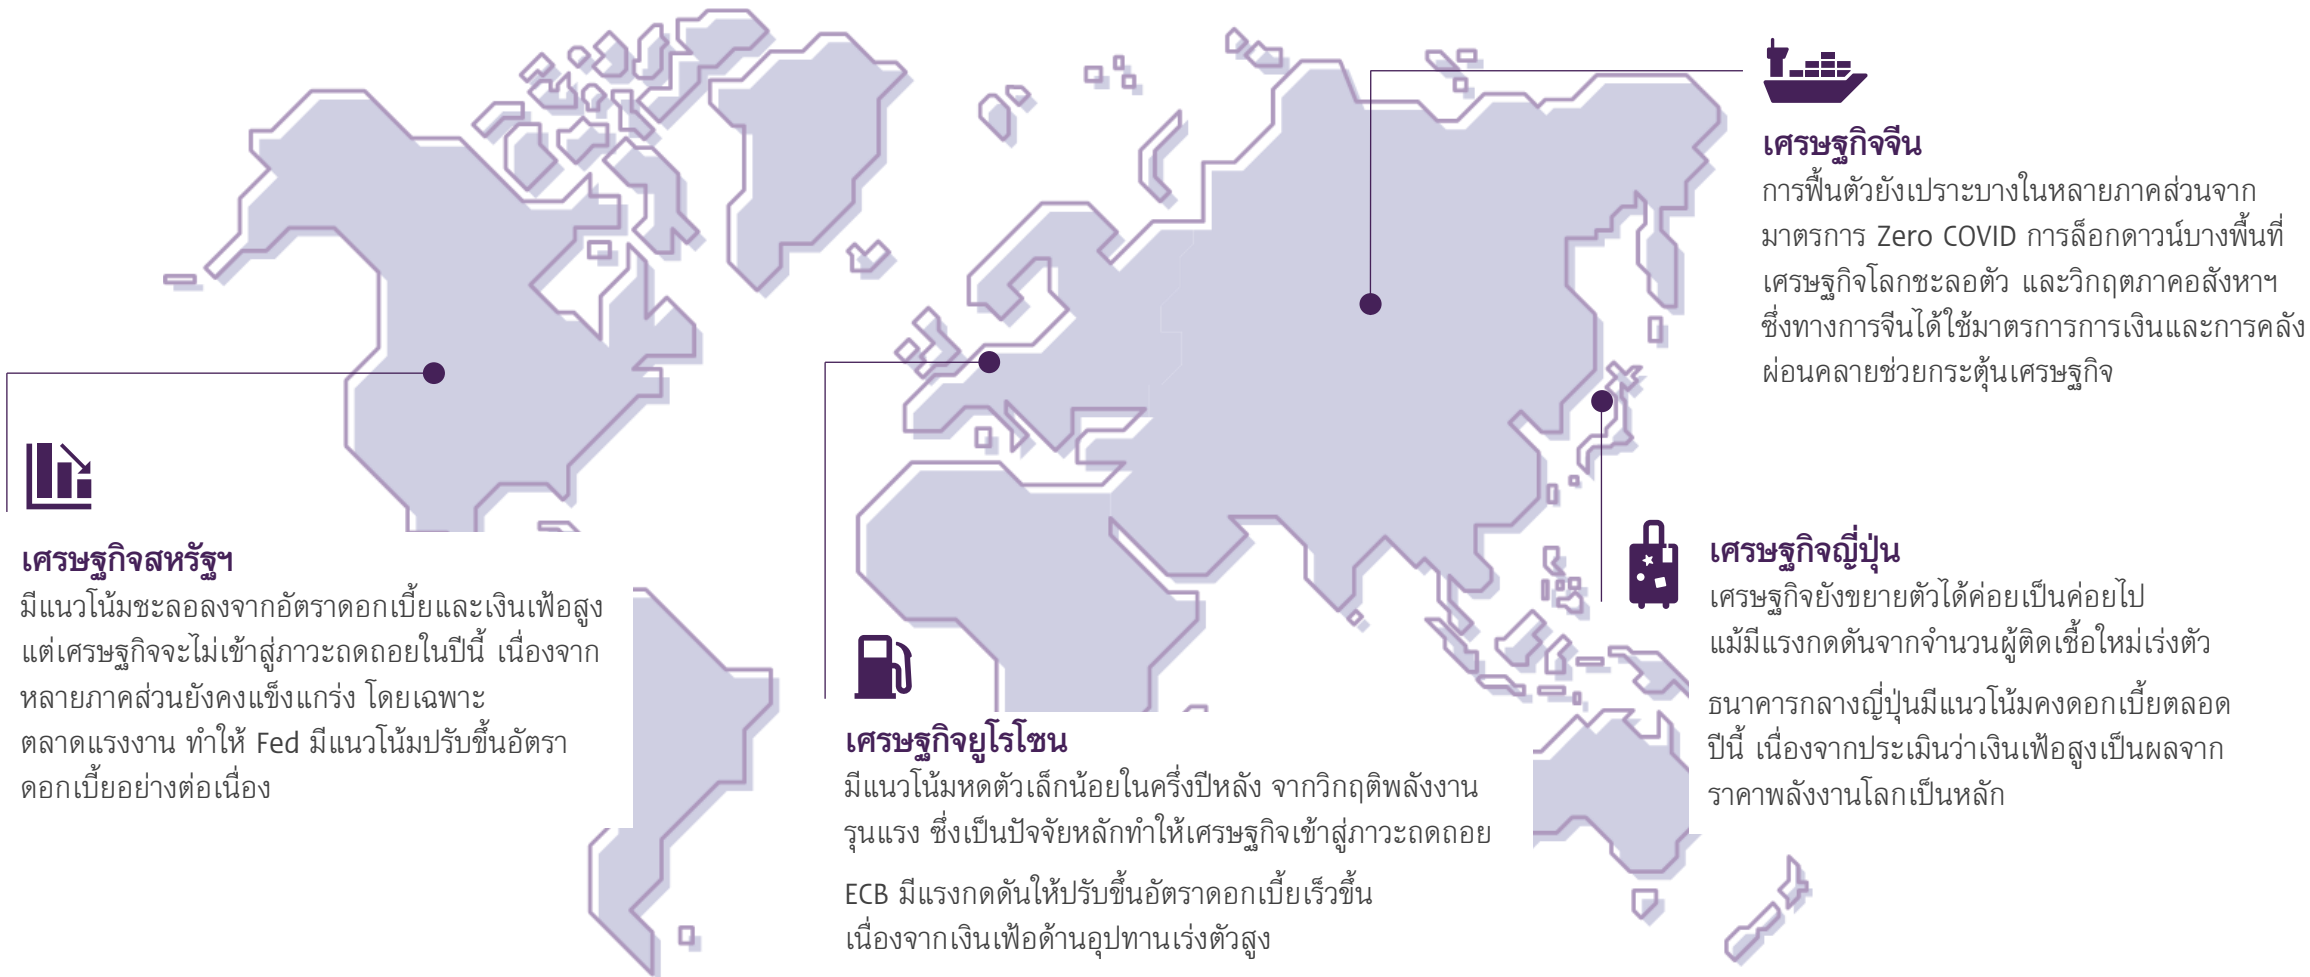 เศรษฐกิจจีน
การฟื้นตัวยังเปราะบางในหลายภาคส่วนจาก
มาตรการ Zero COVID การล็อกดาวน์บางพื้นที่
เศรษฐกิจโลกชะลอตัว และวิกฤตภาคอสังหาฯ
ซึ่งทางการจีนได้ใช้มาตรการการเงินและการคลัง
ผ่อนคลายช่วยกระตุ้นเศรษฐกิจ
เศรษฐกิจสหรัฐฯ
มีแนวโน้มชะลอลงจากอัตราดอกเบี้ยและเงินเฟ้อสูง
แต่เศรษฐกิจจะไม่เข้าสู่ภาวะถดถอยในปีนี้ เนื่องจาก
หลายภาคส่วนยังคงแข็งแกร่ง โดยเฉพาะ
ตลาดแรงงาน ทำให้ Fed มีแนวโน้มปรับขึ้นอัตรา
ดอกเบี้ยอย่างต่อเนื่อง
เศรษฐกิจยูโรโซน
มีแนวโน้มหดตัวเล็กน้อยในครึ่งปีหลัง จากวิกฤติพลังงาน
รุนแรง ซึ่งเป็นปัจจัยหลักทำให้เศรษฐกิจเข้าสู่ภาวะถดถอย
ECB มีแรงกดดันให้ปรับขึ้นอัตราดอกเบี้ยเร็วขึ้น
เนื่องจากเงินเฟ้อด้านอุปทานเร่งตัวสูง
เศรษฐกิจญี่ปุ่น
เศรษฐกิจยังขยายตัวได้ค่อยเป็นค่อยไป
แม้มีแรงกดดันจากจำนวนผู้ติดเชื้อใหม่เร่งตัว
ธนาคารกลางญี่ปุ่นมีแนวโน้มคงดอกเบี้ยตลอด
ปีนี้ เนื่องจากประเมินว่าเงินเฟ้อสูงเป็นผลจาก
ราคาพลังงานโลกเป็นหลัก